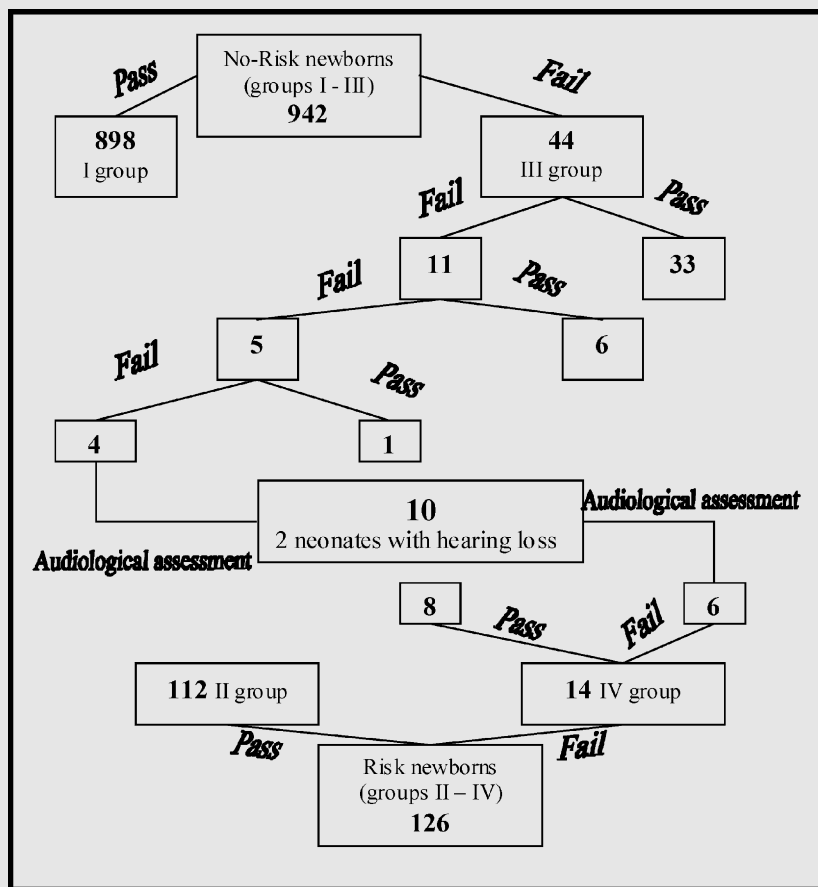 No-Risk newborns
(groups I - III)
942
Pass
Fail
898
I group
44
III group
Fail
Pass
11
33
Fail
Pass
5
6
Fail
Pass
4
1
10
2 neonates with hearing loss
Audiological assessment
Audiological assessment
8
6
Pass
Fail
112 II group
14 IV group
Pass
Fail
Risk newborns
(groups II – IV)
126